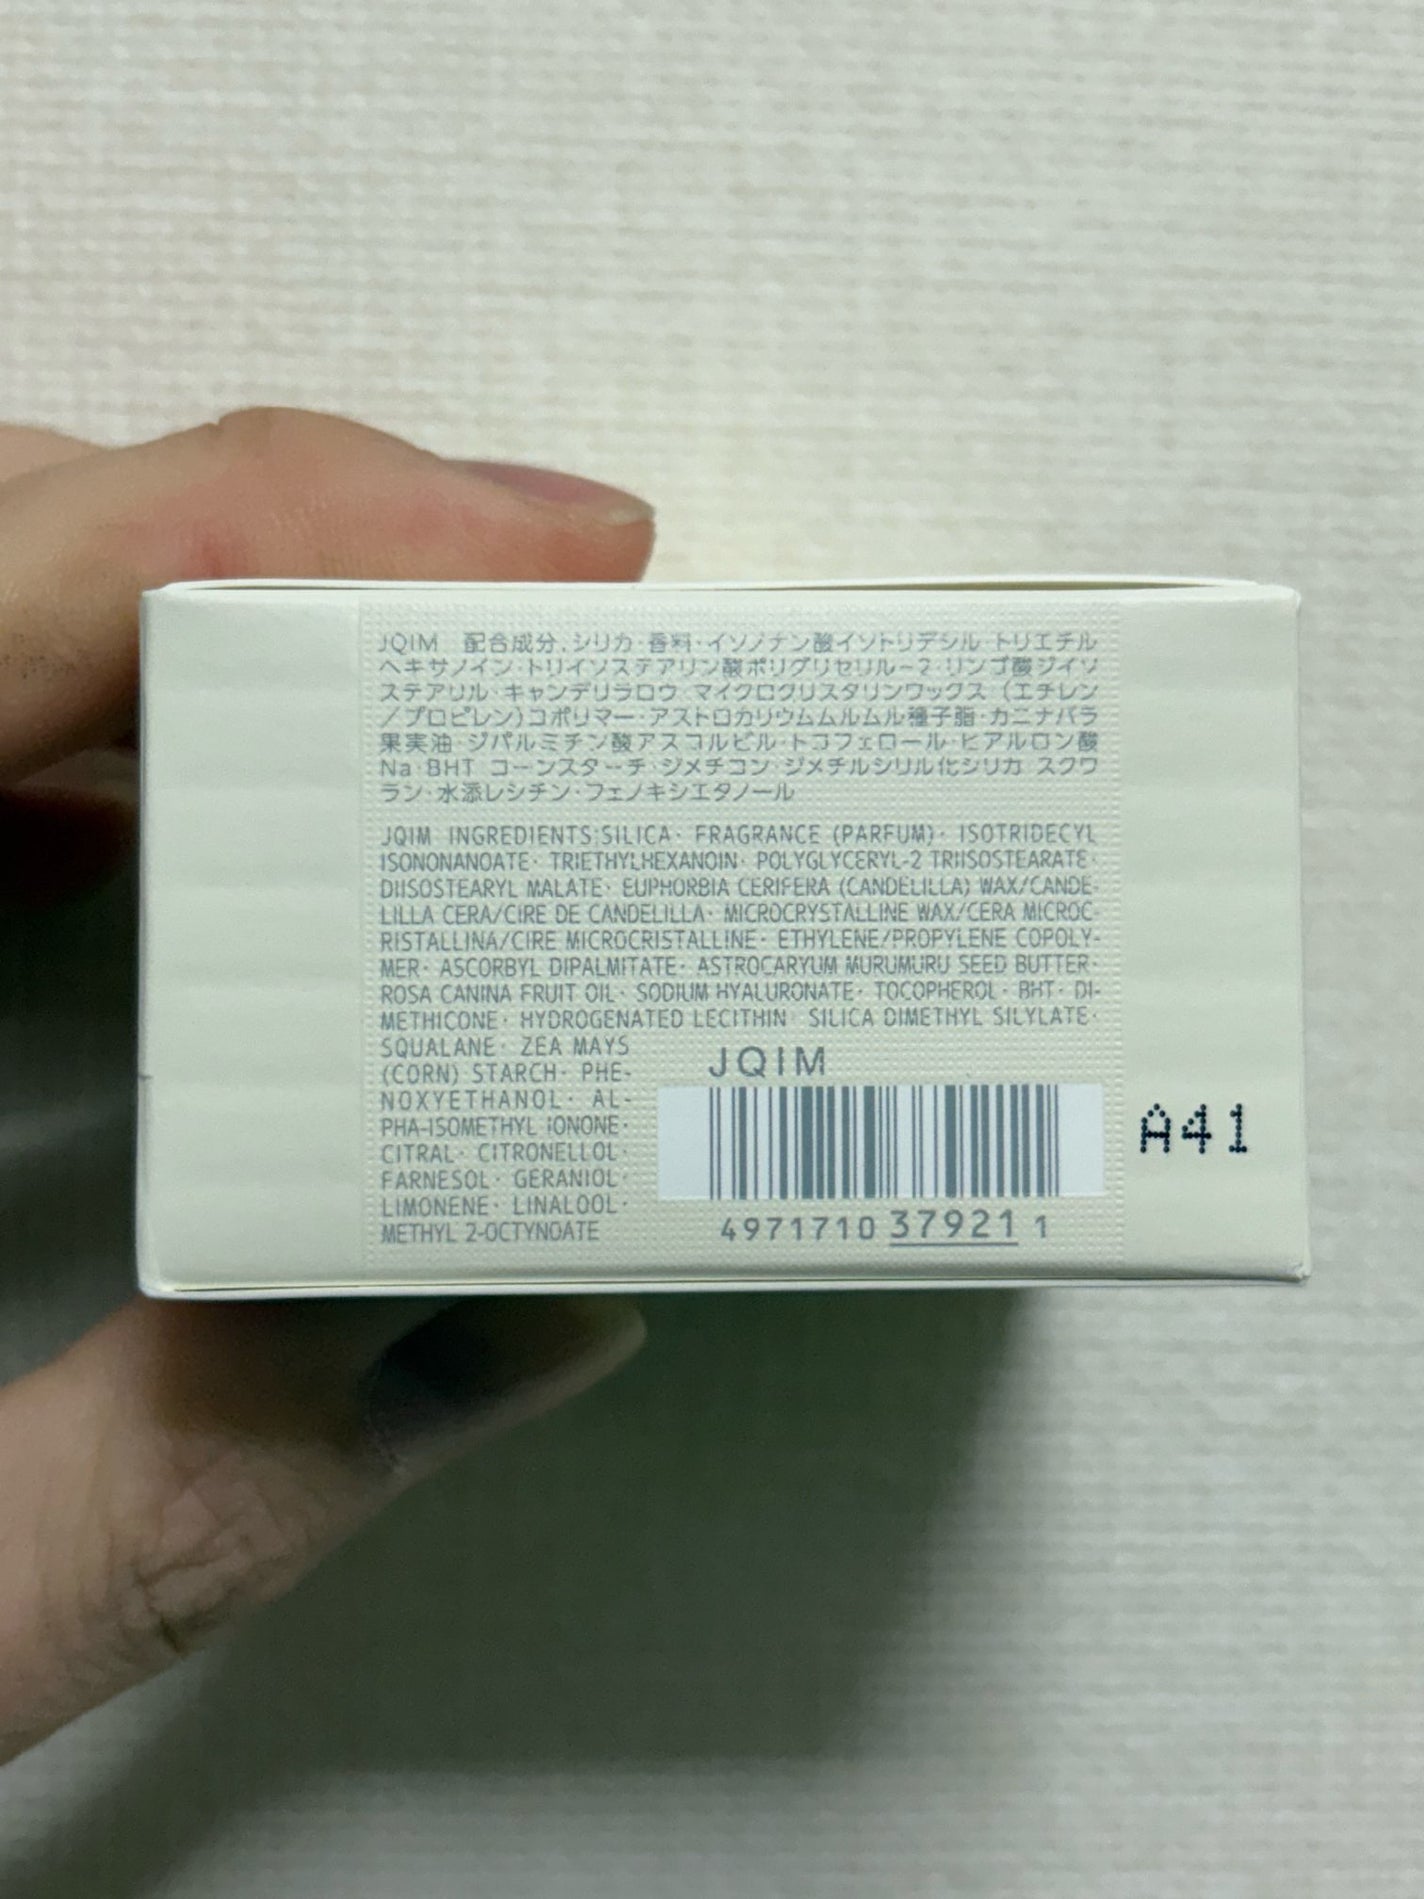 JQIM　配合成分.シリカ・香料・イソノナン酸イソトリデシル・トリエチル
ヘキサノイン・トリイソステアリン酸ポリグリセリル-2・リンゴ酸ジイソ
ステアリル・キャンデリラロウ マイクロクリスタリンワックス（エチレン
/プロピレン)コポリマー・アストロカリウムムルムル種子脂・カニナバラ
果実油・ジパルミチン酸アスコルビル・トコフェロール・ヒアルロン酸
Na・BHT コーンスターチ・ジメチコン・ジメチルシリル化シリカ スクワ
ラン・水添レシチン・フェノキシエタノール
JQIM INGREDIENTS:SILICA・ FRAGRANCE (PARFUM)・ ISOTRIDECYL
ISONONANOATE・ TRIETHYLHEXANOIN・ POLYGLYCERYL-2 TRIISOSTEARATE・
DIISOSTEARYL MALATE・ EUPHORBIA CERIFERA (CANDELILLA) WAX/CANDE-
LILLA CERA/CIRE DE CANDELILLA・ MICROCRYSTALLINE WAX/CERA MICROC-
RISTALLINA/CIRE MICROCRISTALLINE・ ETHYLENE/PROPYLENE COPOLY-
MER・ ASCORBYL DIPALMITATE・ ASTROCARYUM MURUMURU SEED BUTTER・
ROSA CANINA FRUIT OIL・ SODIUM HYALURONATE・ TOCOPHEROL・ BHT・ DI-
METHICONE・ HYDROGENATED LECITHIN・ SILICA DIMETHYL SILYLATE・
SQUALANE・ ZEA MAYS
(CORN) STARCH・ PHE-
NOXYETHANOL・ AL-
PHA-ISOMETHYL IONONE・
CITRAL・ CITRONELLOL・
FARNESOL・ GERANIOL・
LIMONENE・ LINALOOL・
METHYL 2-OCTYNOATE
JQIM
4971710 37921 1
A41